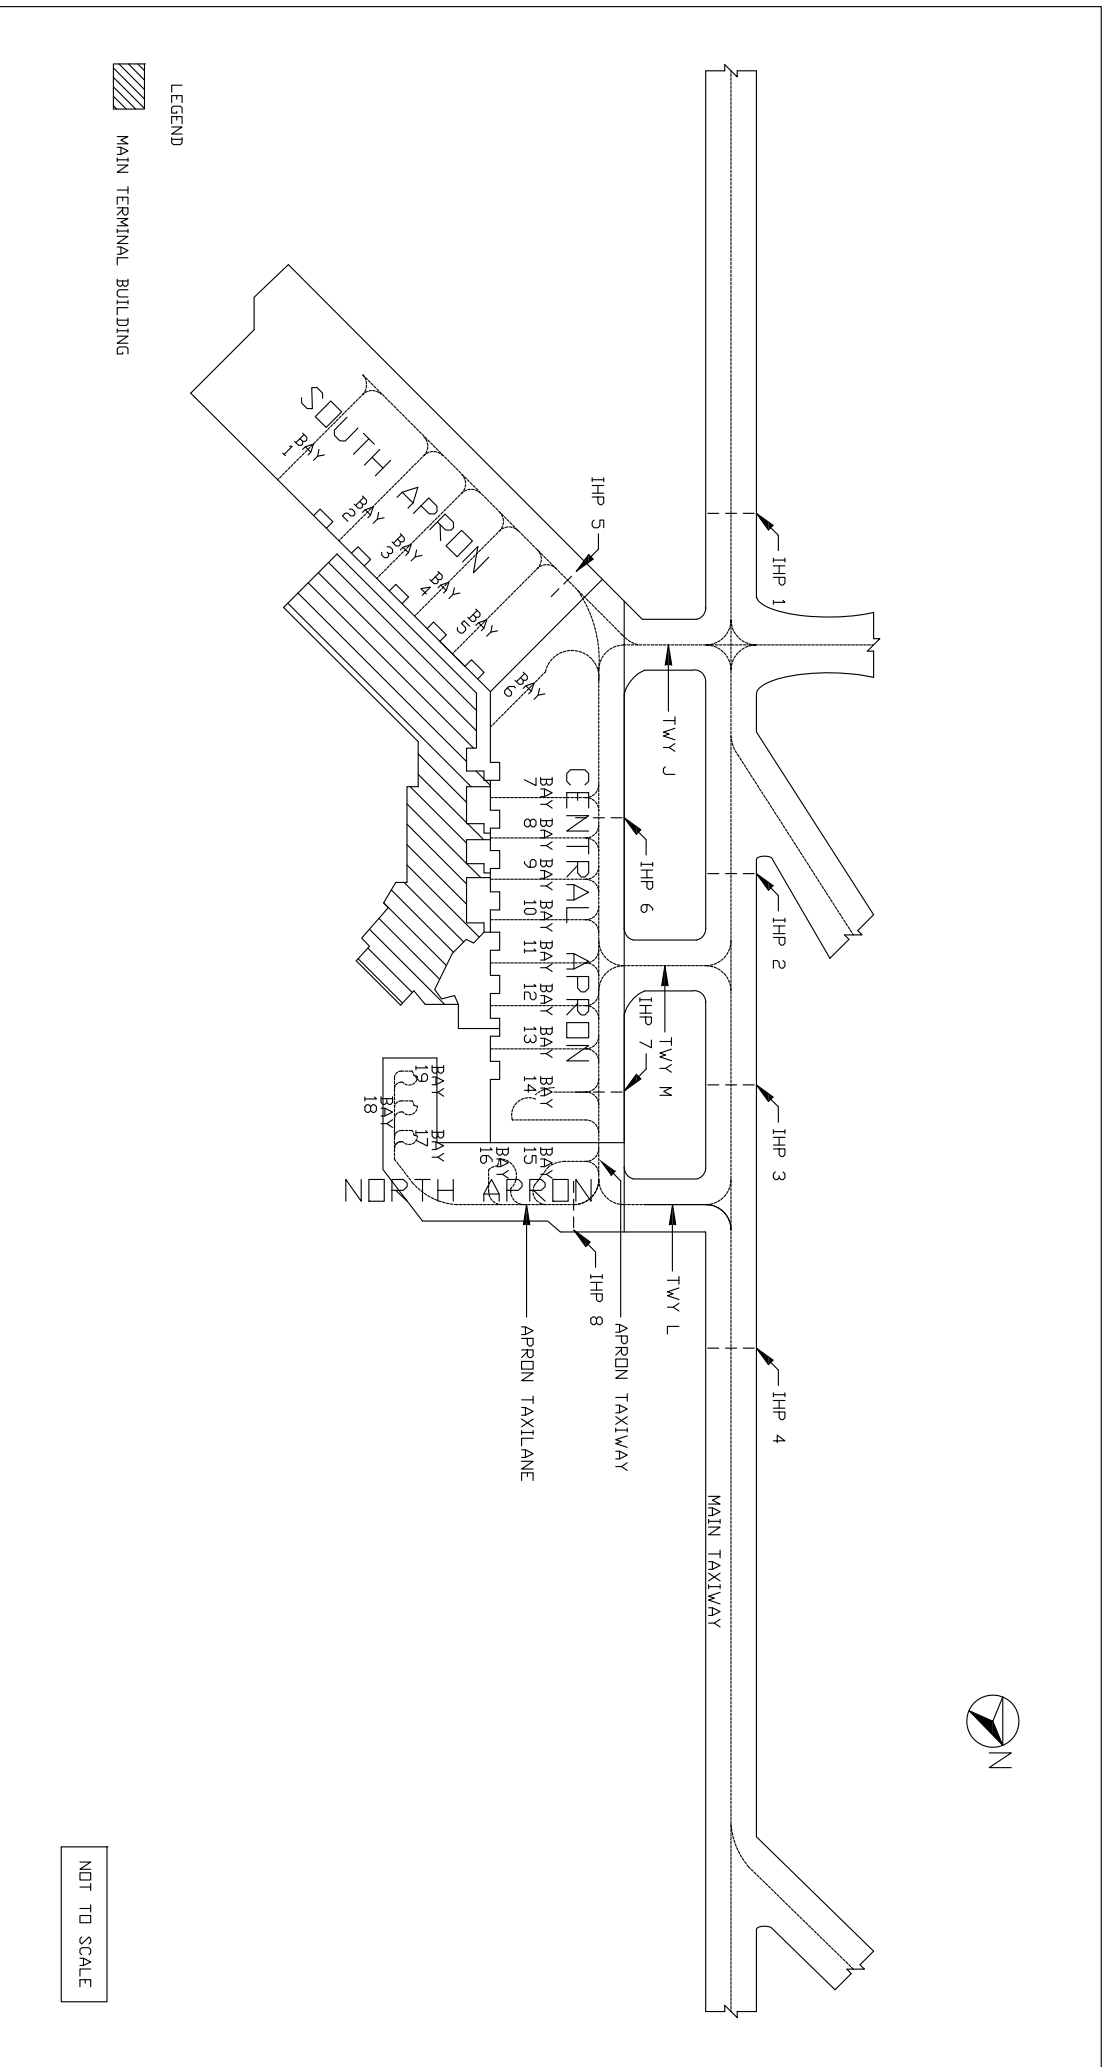 LEGEND
MAIN TERMINAL BUILDING
SOUTH APRON
CENTRAL APRON
NORTH APRON
BAY
1
BAY
2
BAY
3
BAY
4
BAY
5
BAY
6
BAY
7
BAY
8
BAY
9
BAY
10
BAY
11
BAY
12
BAY
13
BAY
14
BAY
15
BAY
16
BAY
17
BAY
18
BAY
19
IHP 1
IHP 2
IHP 3
IHP 4
IHP 5
IHP 6
IHP 7
IHP 8
TWY J
TWY M
TWY L
APRON TAXIWAY
APRON TAXILANE
MAIN TAXIWAY
N
NOT TO SCALE